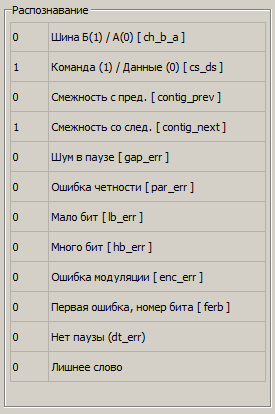 Распознавание
0 Шина Б(1) / А(0) [ ch_b_a ]
1 Команда (1) / Данные (0) [ cs_ds ]
0 Смежность с пред. [ contig_prev ]
1 Смежность со след. [ contig_next ]
0 Шум в паузе [ gap_err ]
0 Ошибка четности [ par_err ]
0 Мало бит [ lb_err ]
0 Много бит [ hb_err ]
0 Ошибка модуляции [ enc_err ]
0 Первая ошибка, номер бита [ ferb ]
0 Нет паузы (dt_err)
0 Лишнее слово